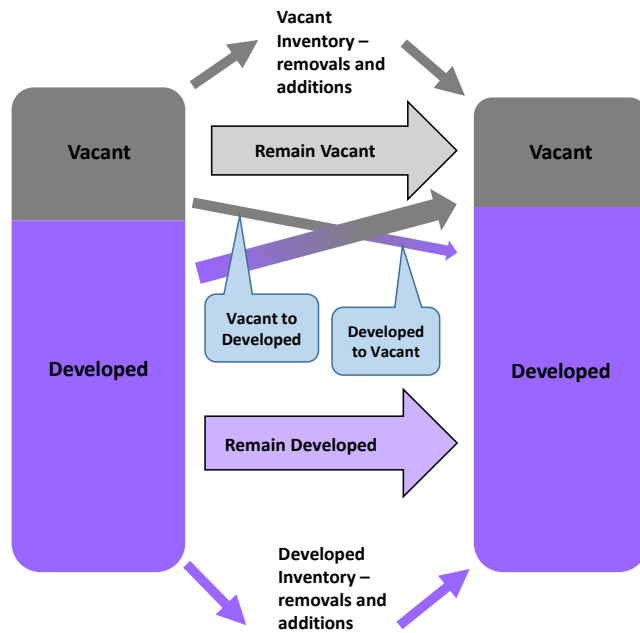 Vacant
Inventory –
removals and
additions
Vacant
Remain Vacant
Vacant
Vacant to
Developed
Developed
to Vacant
Developed
Developed
Remain Developed
Developed
Inventory –
removals and
additions